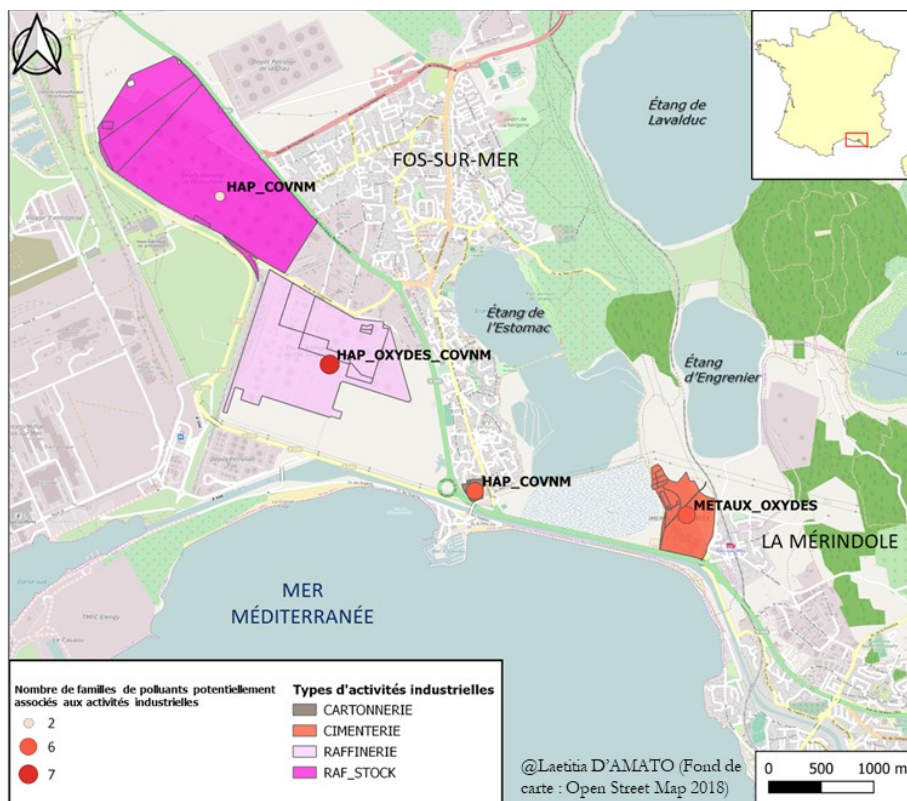 Étang de
Lavalduc
FOS-SUR-MER
HAP_COVNM
Étang de
l'Estomac
Étang
d'Engrenier
HAP_OXYDES_COVNM
HAP_COVNM
METAUX_OXYDES
LA MÉRINDOLE
MER
MÉDITERRANÉE
Nombre de familles de polluants potentiellement
associés aux activités industrielles
2
6
7
Types d'activités industrielles
CARTONNERIE
CIMENTERIE
RAFFINERIE
RAF_STOCK
@Laetitia D'AMATO (Fond de
carte : Open Street Map 2018)
0 500 1000 m